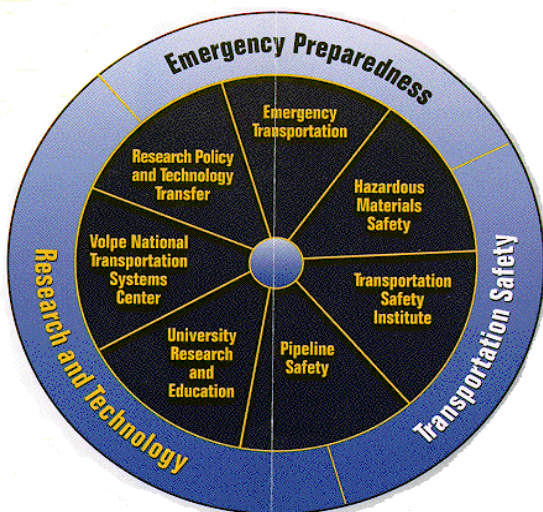 Emergency Preparedness
Emergency
Transportation
Research Policy
and Technology
Transfer
Hazardous
Materials
Safety
Volpe National
Transportation
Systems
Center
Transportation
Safety
Institute
University
Research
and
Education
Pipeline
Safety
Research and Technology
Transportation Safety